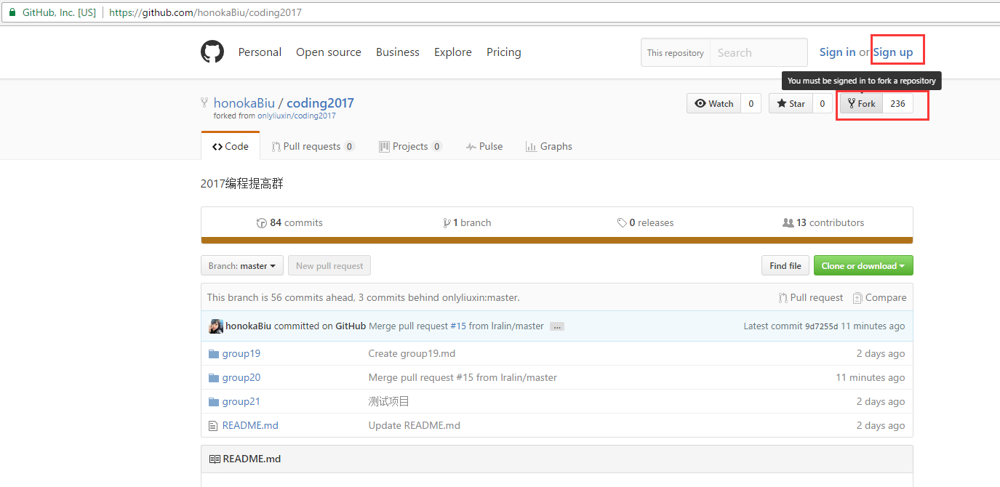 GitHub, Inc. [US] https://github.com/honokaBiu/coding2017
Personal Open source Business Explore Pricing This repository Search Sign in or Sign up
You must be signed in to fork a repository
honokaBiu / coding2017 Watch 0 Star 0 Fork 236
forked from onlyliuxin/coding2017
Code Pull requests 0 Projects 0 Pulse Graphs
2017编程提高群
84 commits 1 branch 0 releases 13 contributors
Branch: master New pull request Find file Clone or download
This branch is 56 commits ahead, 3 commits behind onlyliuxin:master. Pull request Compare
honokaBiu committed on GitHub Merge pull request #15 from lralin/master ... Latest commit 9d7255d 11 minutes ago
group19 Create group19.md 2 days ago
group20 Merge pull request #15 from lralin/master 11 minutes ago
group21 测试项目 2 days ago
README.md Update README.md 2 days ago
README.md